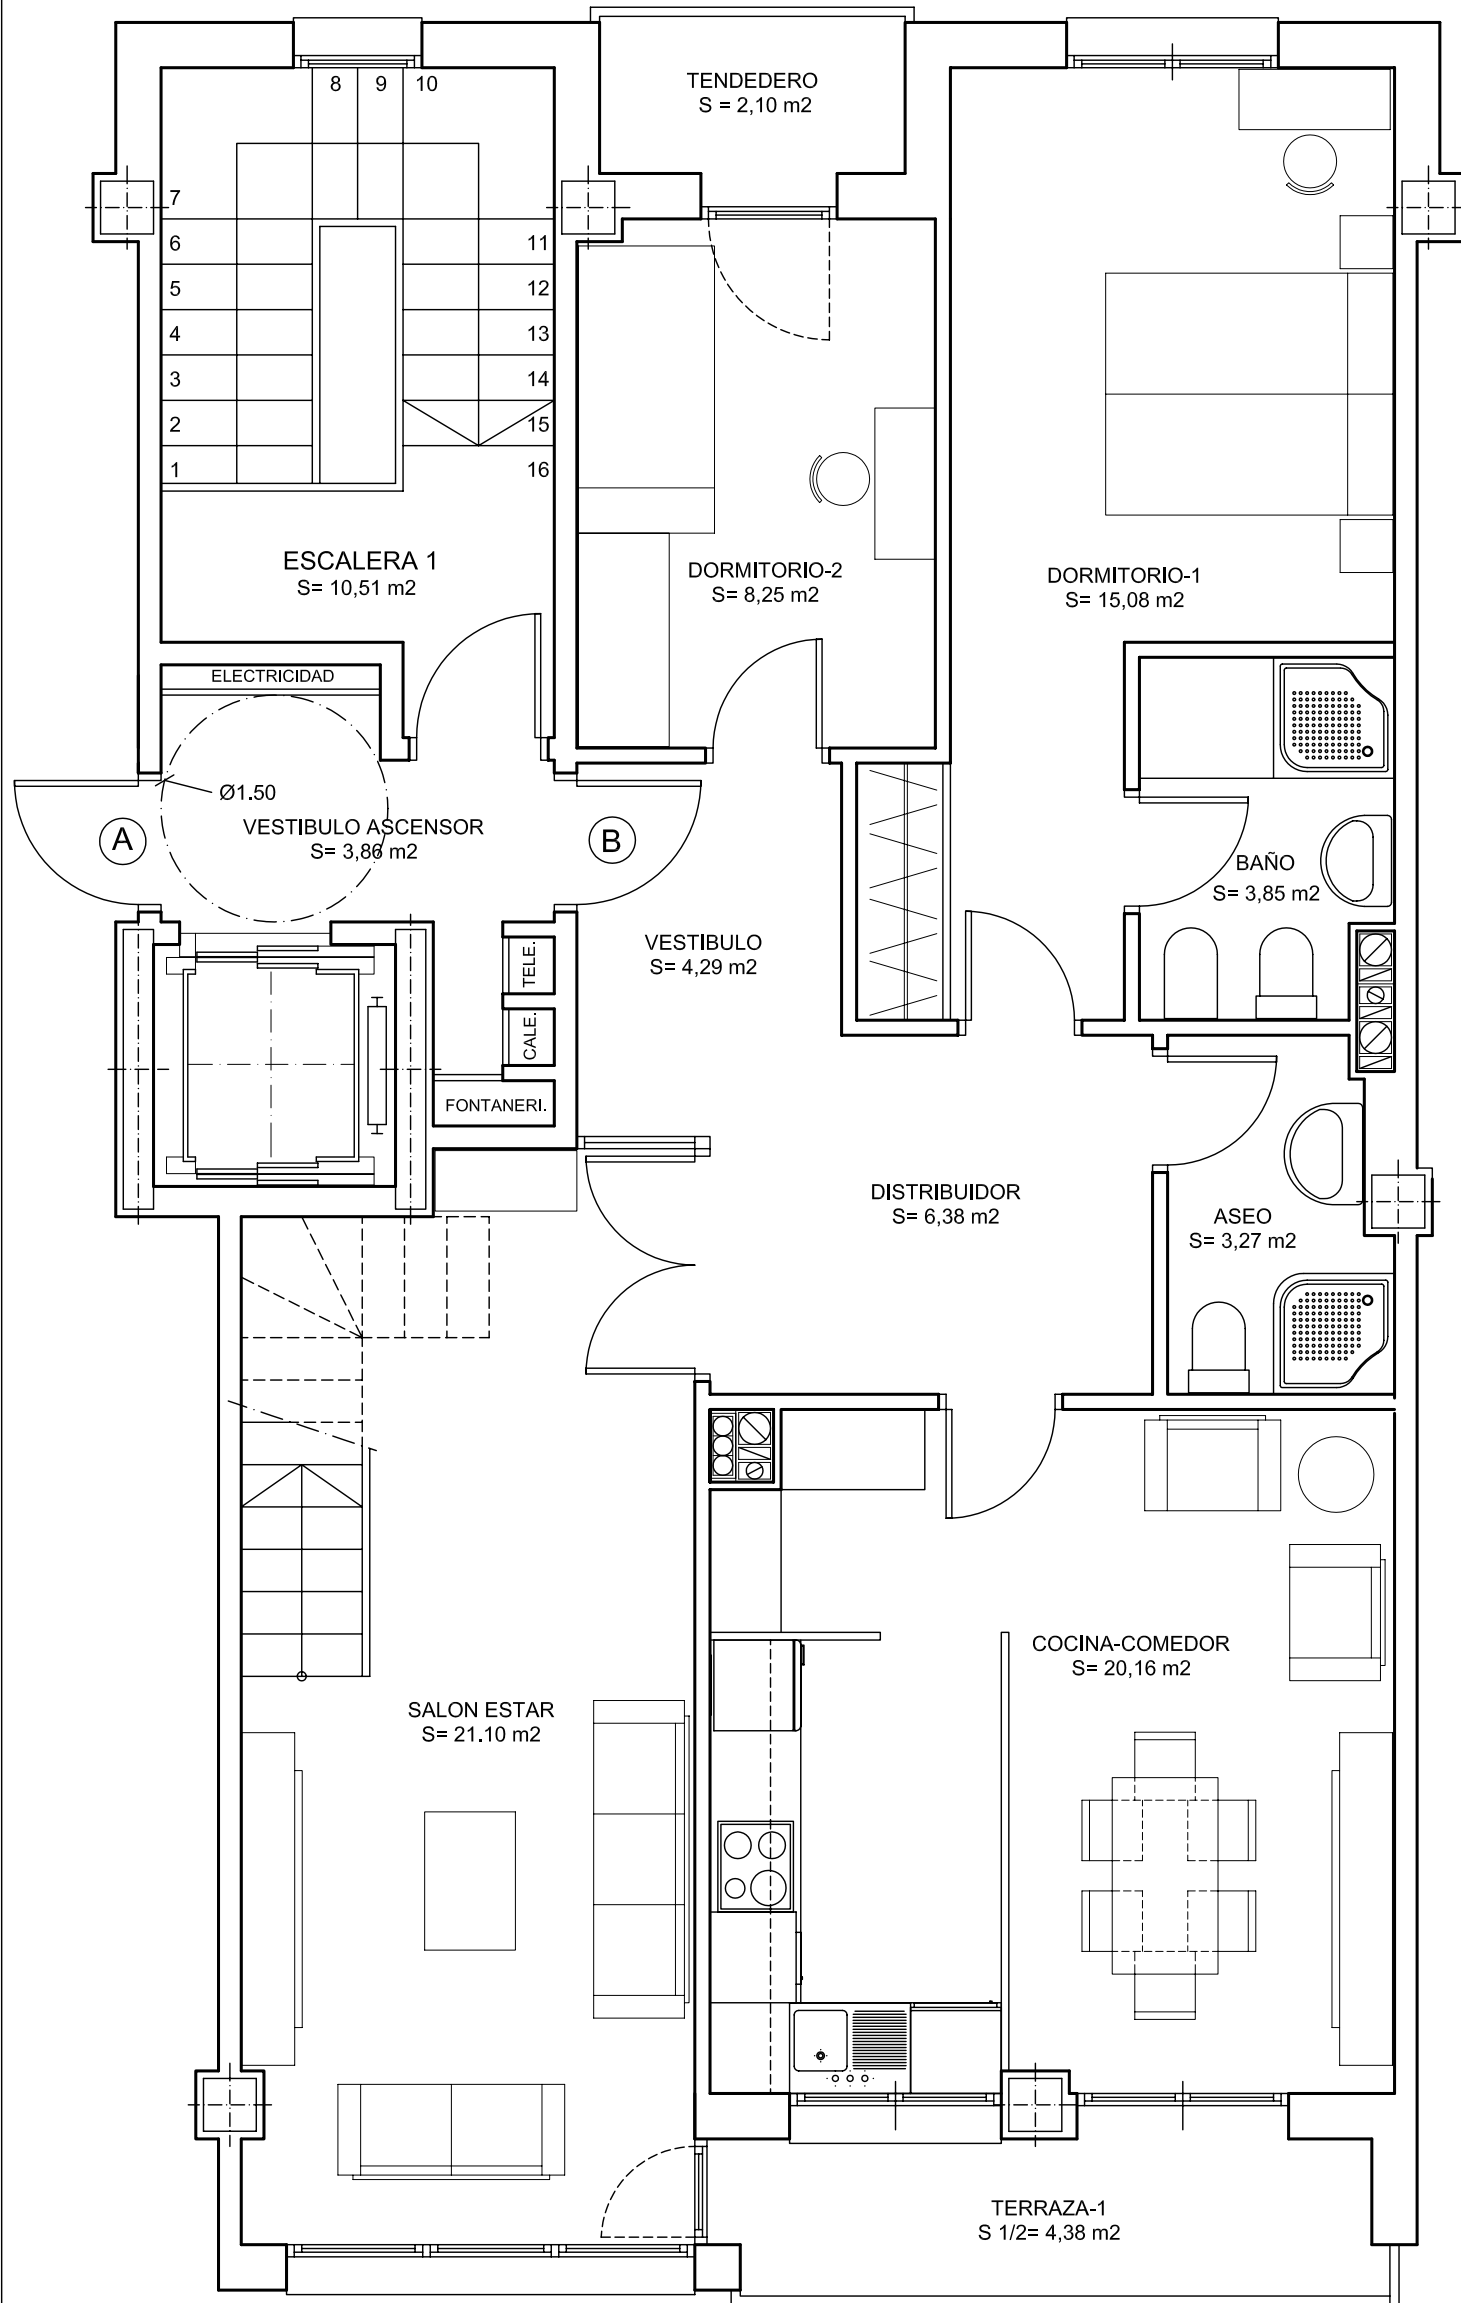 TENDEDERO
S = 2,10 m2
8 9 10
7
6
5
4
3
2
1
11
12
13
14
15
16
ESCALERA 1
S= 10,51 m2
DORMITORIO-2
S= 8,25 m2
DORMITORIO-1
S= 15,08 m2
ELECTRICIDAD
Ø1.50
A
VESTIBULO ASCENSOR
S= 3,86 m2
B
BAÑO
S= 3,85 m2
VESTIBULO
S= 4,29 m2
TELE.
CALE.
FONTANERI.
DISTRIBUIDOR
S= 6,38 m2
ASEO
S= 3,27 m2
COCINA-COMEDOR
S= 20,16 m2
SALON ESTAR
S= 21.10 m2
TERRAZA-1
S 1/2= 4,38 m2